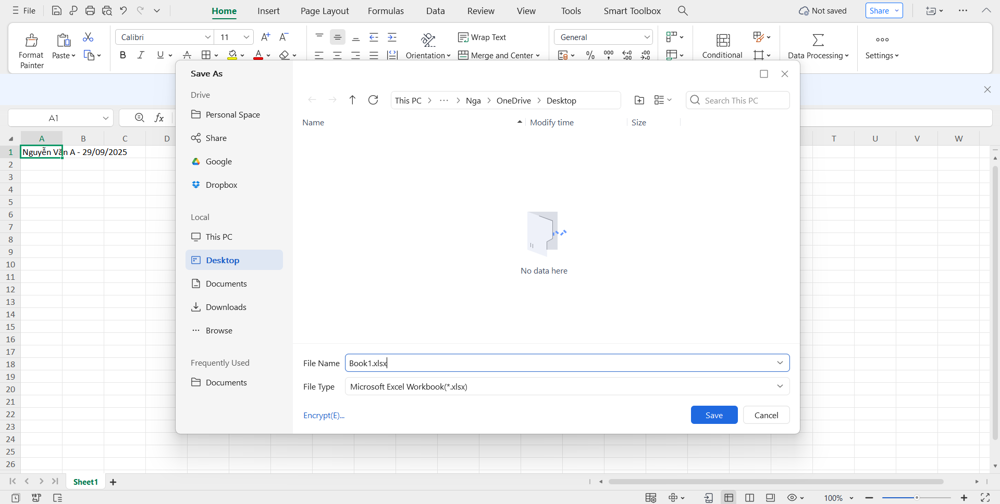 File
Home Insert Page Layout Formulas Data Review View Tools Smart Toolbox
Not saved
Share
Format Painter
Paste
Calibri
11
Wrap Text
General
B I U A
Orientation
Merge and Center
Conditional
Data Processing
Settings
A1
fx
A B C D T U V W
1 Nguyễn Văn A - 29/09/2025
2
3
4
5
6
7
8
9
10
11
12
13
14
15
16
17
18
19
20
21
22
23
24
25
26
Save As
Drive
Personal Space
Share
Google
Dropbox
Local
This PC
Desktop
Documents
Downloads
Browse
Frequently Used
Documents
This PC > ... > Nga > OneDrive > Desktop
Search This PC
Name Modify time Size
No data here
File Name Book1.xlsx
File Type Microsoft Excel Workbook(*.xlsx)
Encrypt(E)...
Save
Cancel
Sheet1
100%